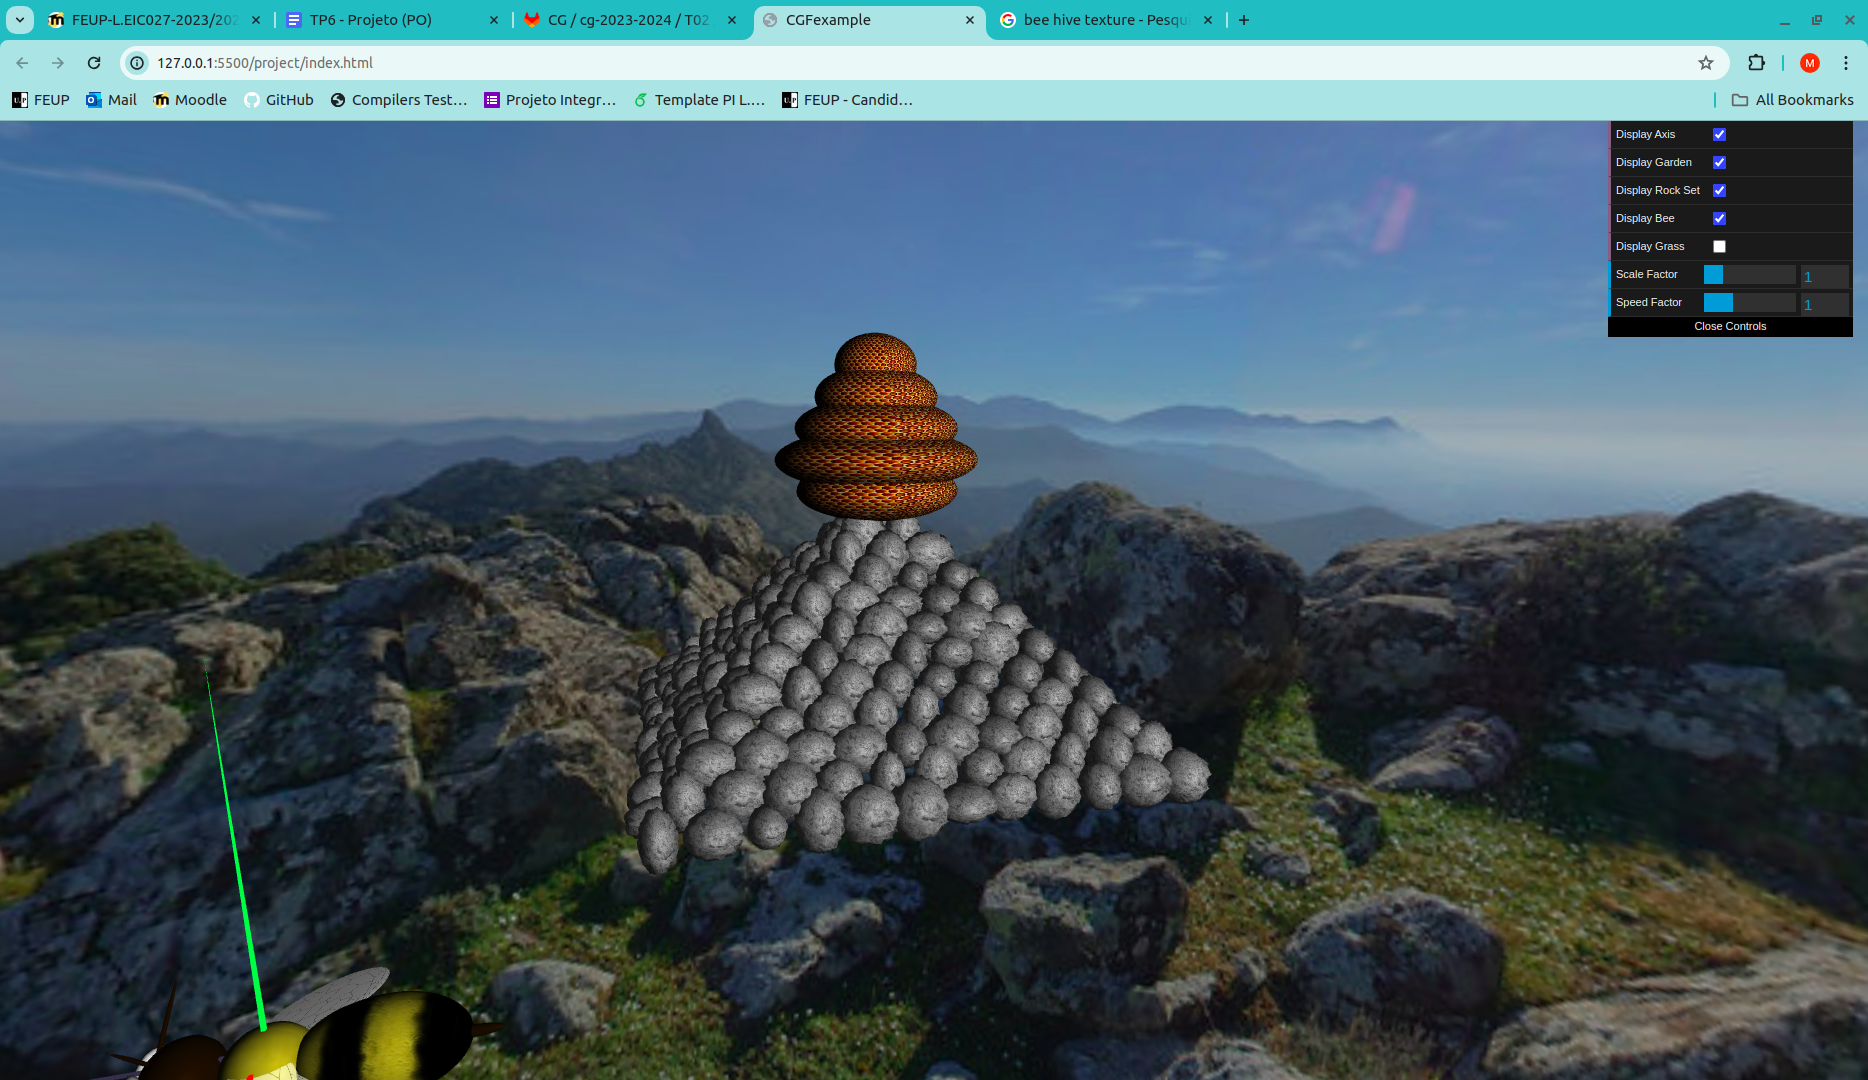 FEUP-L.EIC027-2023/202
TP6 - Projeto (PO)
CG / cg-2023-2024 / T02
CGFexample
bee hive texture - Pesqu
127.0.0.1:5500/project/index.html
M
FEUP
Mail
Moodle
GitHub
Compilers Test...
Projeto Integr...
Template PI L....
FEUP - Candid...
All Bookmarks
Display Axis
Display Garden
Display Rock Set
Display Bee
Display Grass
Scale Factor 1
Speed Factor 1
Close Controls